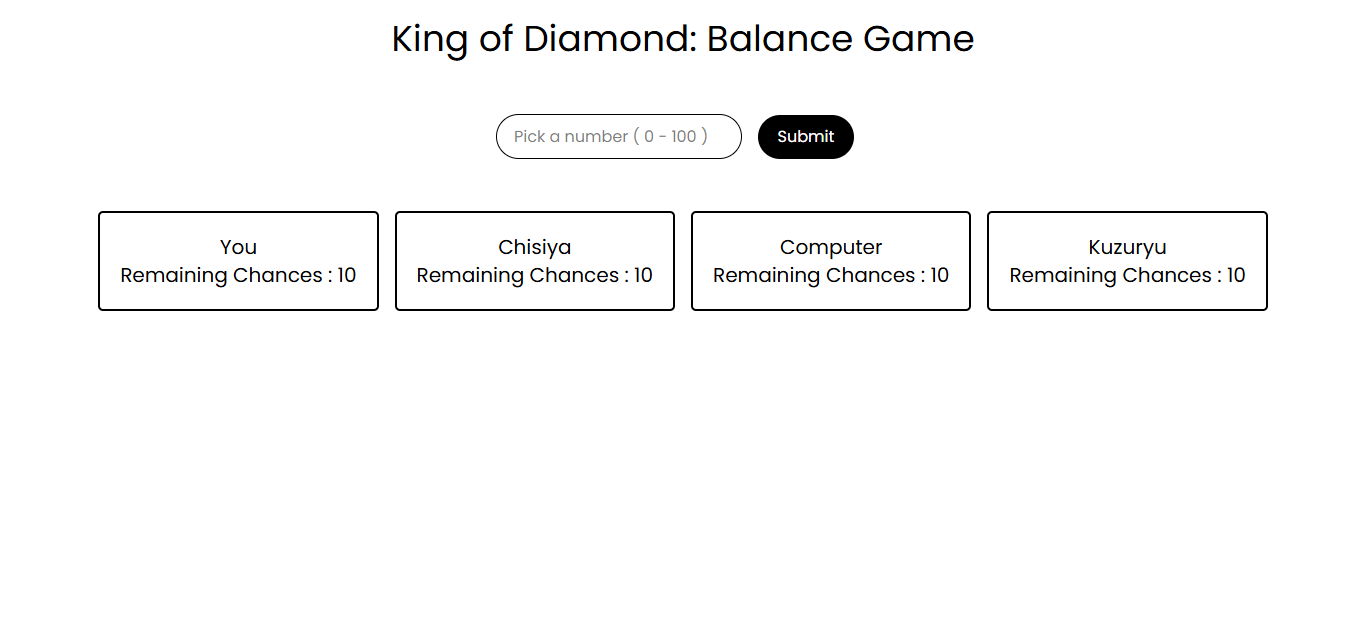 King of Diamond: Balance Game
Pick a number ( 0 - 100 )
Submit
You
Remaining Chances : 10
Chisiya
Remaining Chances : 10
Computer
Remaining Chances : 10
Kuzuryu
Remaining Chances : 10